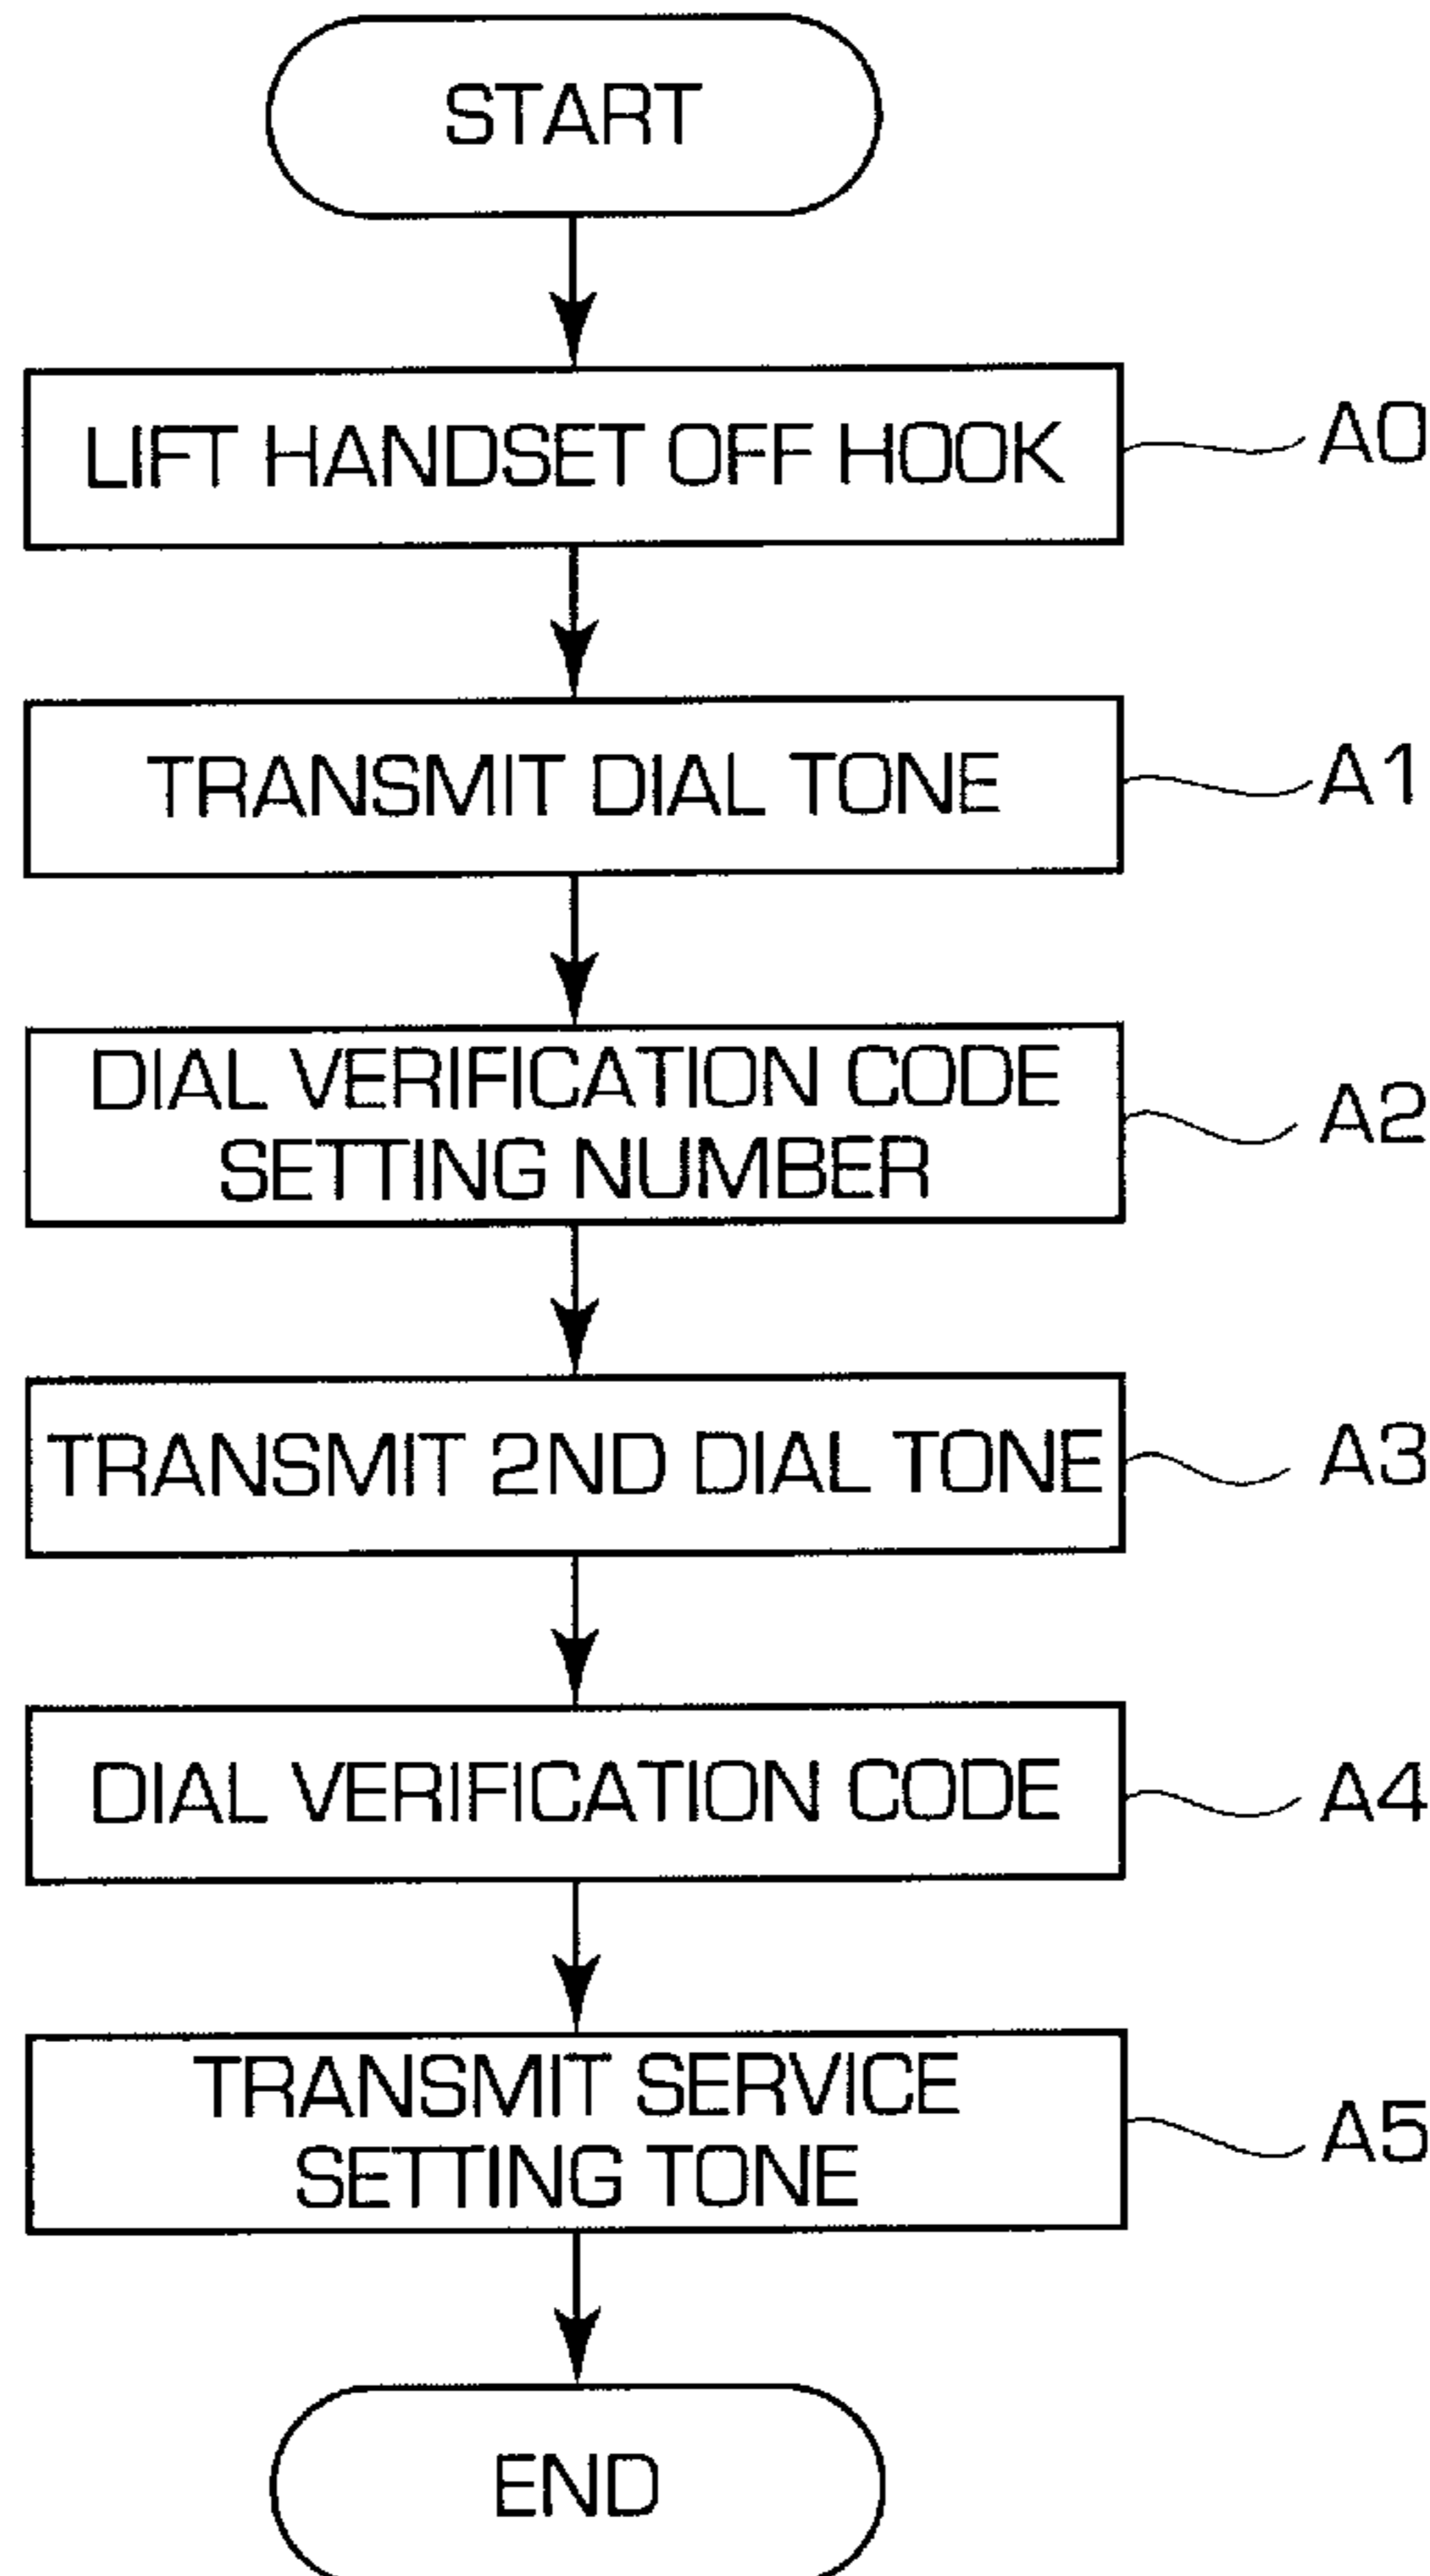 START
LIFT HANDSET OFF HOOK
A0
TRANSMIT DIAL TONE
A1
DIAL VERIFICATION CODE
SETTING NUMBER
A2
TRANSMIT 2ND DIAL TONE
A3
DIAL VERIFICATION CODE
A4
TRANSMIT SERVICE
SETTING TONE
A5
END